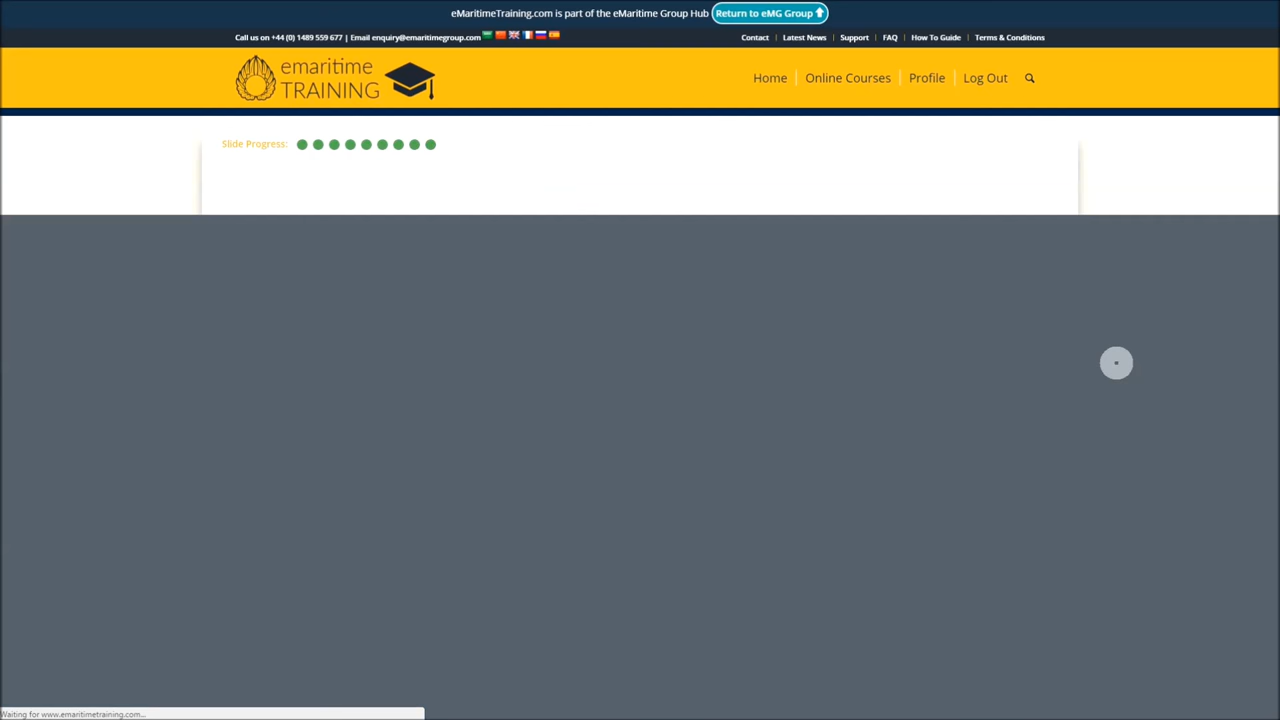 eMaritimeTraining.com is part of the eMaritime Group Hub Return to eMG Group
Call us on +44 (0) 1489 559 677 | Email enquiry@emaritimegroup.com
Contact | Latest News | Support | FAQ | How To Guide | Terms & Conditions
emaritime
TRAINING
Home | Online Courses | Profile | Log Out
Slide Progress:
Waiting for www.emaritimetraining.com...